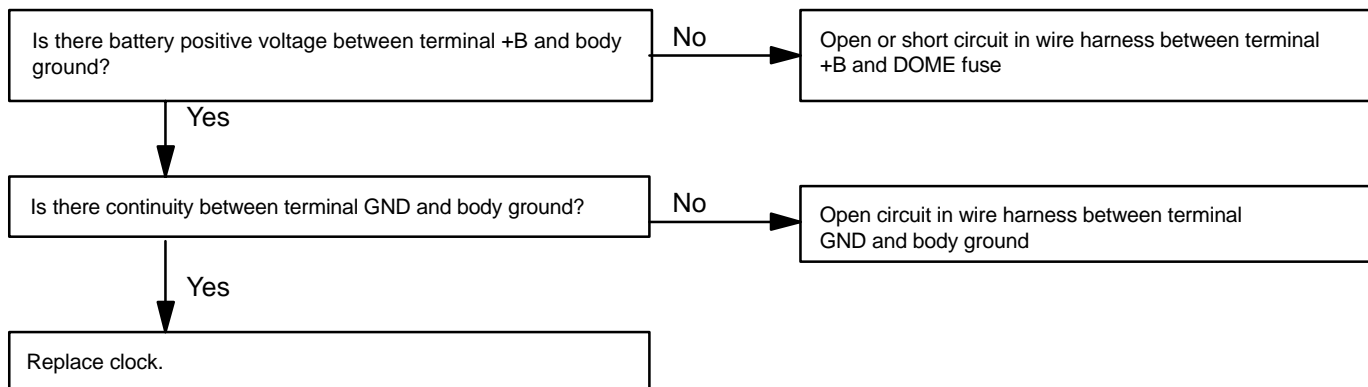 Is there battery positive voltage between terminal +B and body
ground?
No
Open or short circuit in wire harness between terminal
+B and DOME fuse
Yes
Is there continuity between terminal GND and body ground?
No
Open circuit in wire harness between terminal
GND and body ground
Yes
Replace clock.